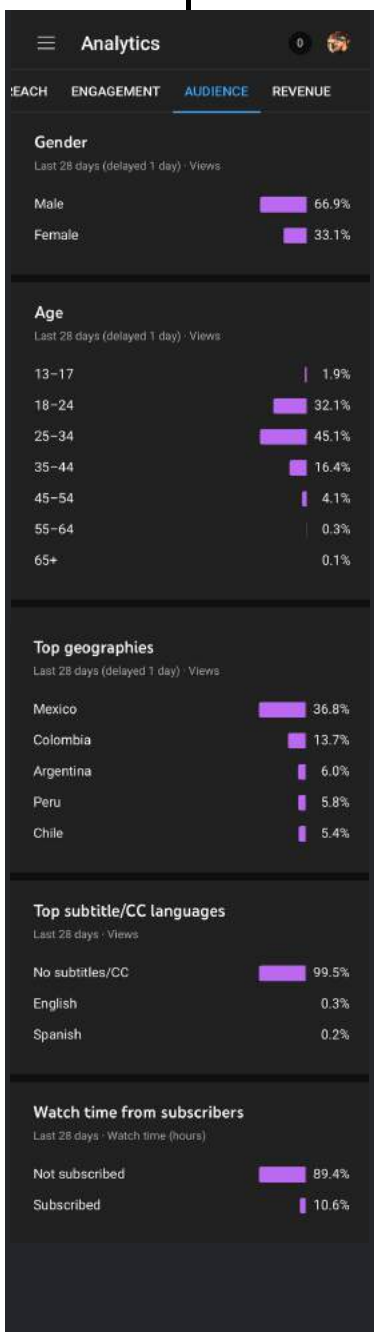 Analytics
0
EACH ENGAGEMENT AUDIENCE REVENUE
Gender
Last 28 days (delayed 1 day) · Views
Male 66.9%
Female 33.1%
Age
Last 28 days (delayed 1 day) · Views
13–17 1.9%
18–24 32.1%
25–34 45.1%
35–44 16.4%
45–54 4.1%
55–64 0.3%
65+ 0.1%
Top geographies
Last 28 days (delayed 1 day) · Views
Mexico 36.8%
Colombia 13.7%
Argentina 6.0%
Peru 5.8%
Chile 5.4%
Top subtitle/CC languages
Last 28 days · Views
No subtitles/CC 99.5%
English 0.3%
Spanish 0.2%
Watch time from subscribers
Last 28 days · Watch time (hours)
Not subscribed 89.4%
Subscribed 10.6%